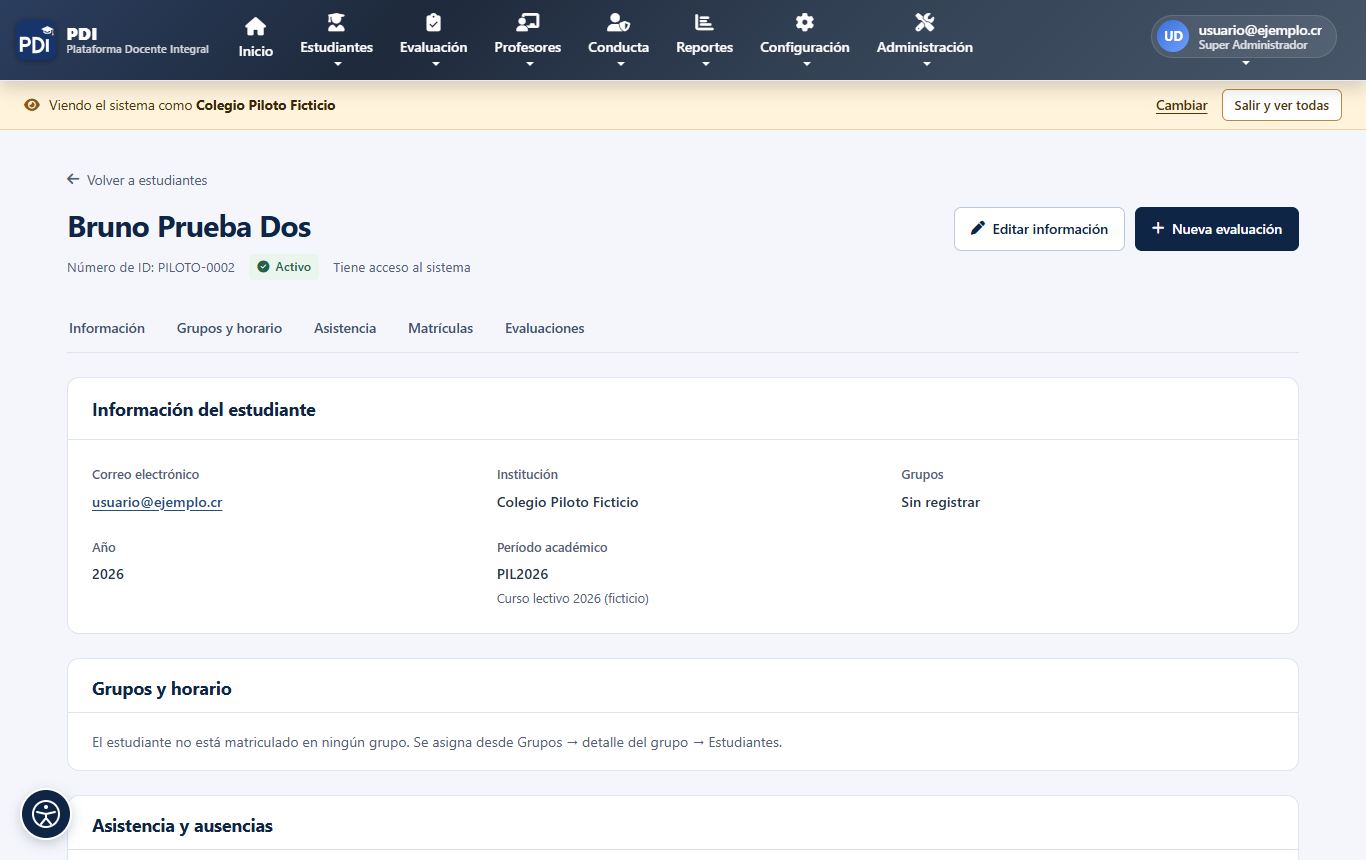 PDI
PDI
Plataforma Docente Integral
Inicio
Estudiantes
Evaluación
Profesores
Conducta
Reportes
Configuración
Administración
UD
usuario@ejemplo.cr
Super Administrador
Viendo el sistema como Colegio Piloto Ficticio
Cambiar
Salir y ver todas
Volver a estudiantes
Bruno Prueba Dos
Editar información
Nueva evaluación
Número de ID: PILOTO-0002
Activo
Tiene acceso al sistema
Información
Grupos y horario
Asistencia
Matrículas
Evaluaciones
Información del estudiante
Correo electrónico
Institución
Grupos
usuario@ejemplo.cr
Colegio Piloto Ficticio
Sin registrar
Año
Período académico
2026
PIL2026
Curso lectivo 2026 (ficticio)
Grupos y horario
El estudiante no está matriculado en ningún grupo. Se asigna desde Grupos → detalle del grupo → Estudiantes.
Asistencia y ausencias